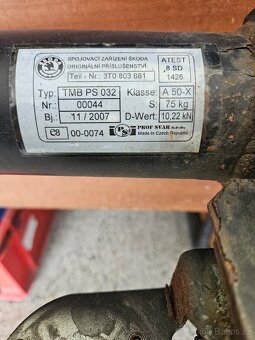 SPOJOVACÍ ZAŘÍZENÍ ŠKODA
ORIGINÁLNÍ PŘÍSLUŠENSTVÍ
Teil - Nr.: 3T0 803 881
ATEST
8 SD
1426
Typ: TMB PS 032 Klasse: A 50-X
Nr.: 00044 S: 75 kg
Bj.: 11 / 2007 D-Wert: 10,22 kN
e8 00-0074 PROF SVAR s.r.o.
Made in Czech Republic